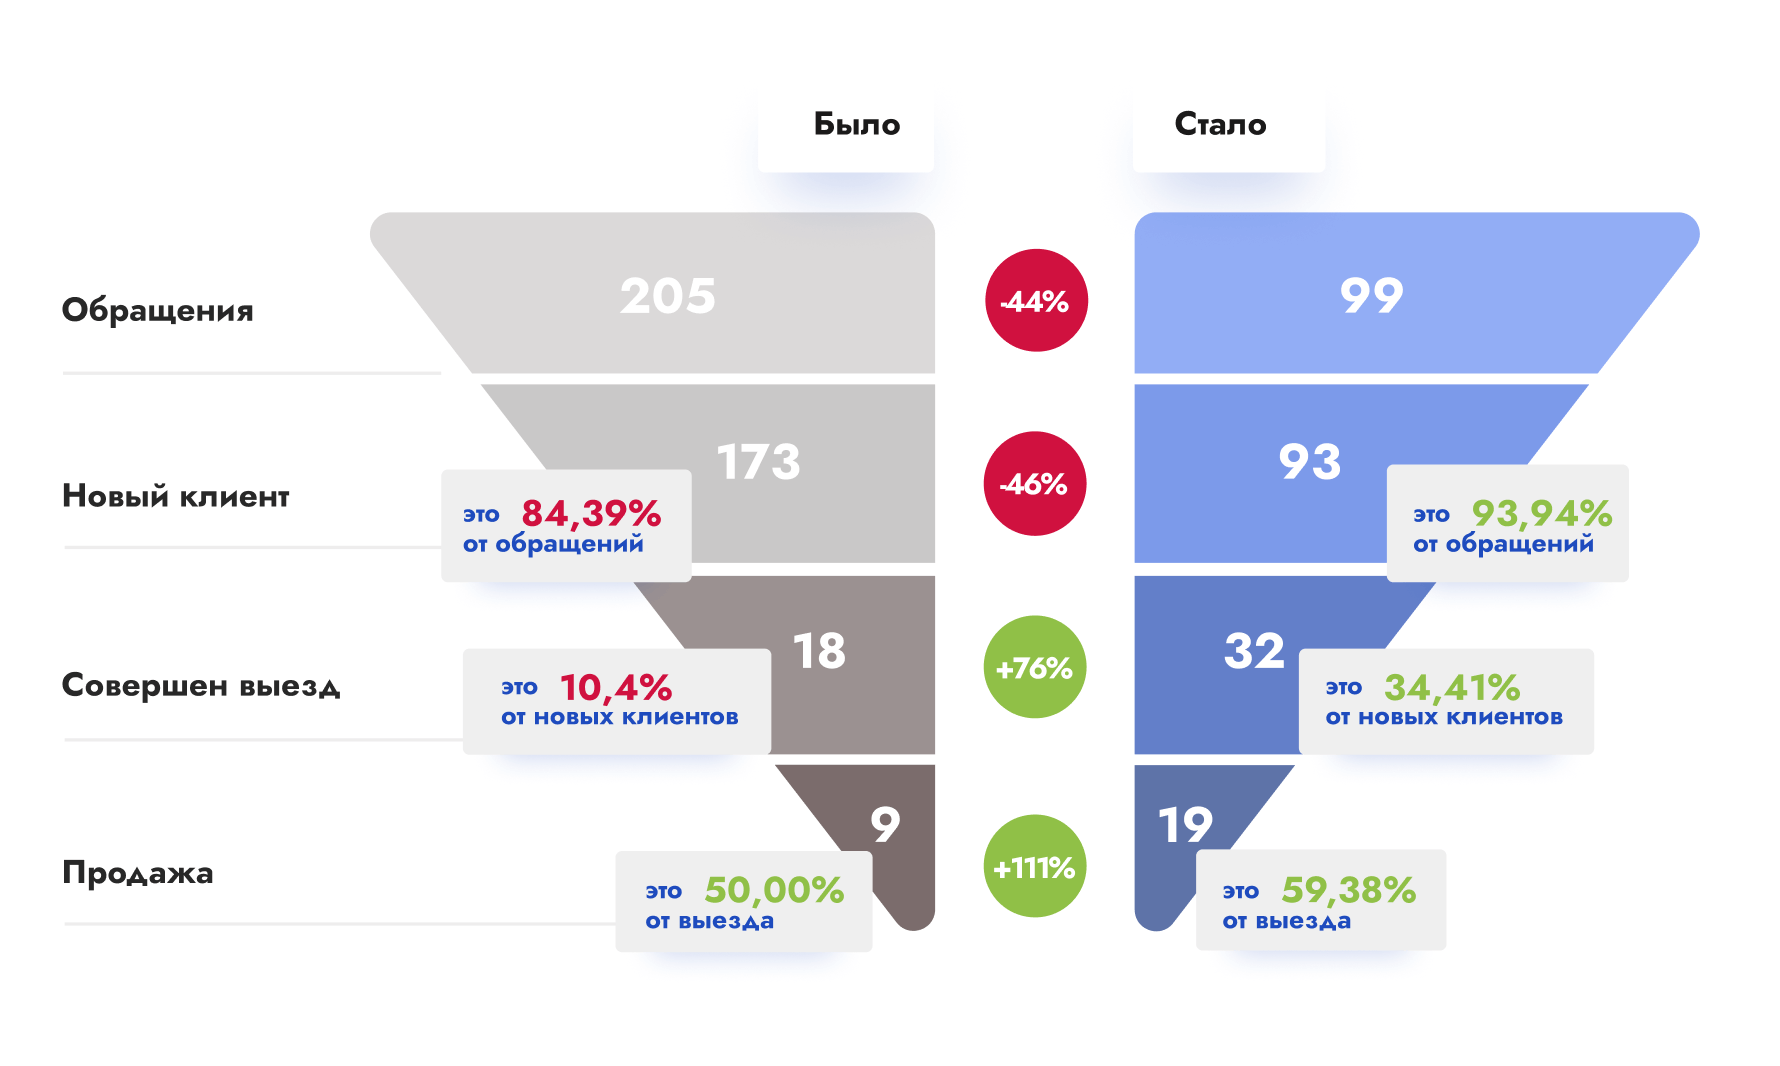 Было
Стало
Обращения
205
-44%
99
Новый клиент
173
-46%
93
это 84,39%
от обращений
это 93,94%
от обращений
Совершен выезд
18
+76%
32
это 10,4%
от новых клиентов
это 34,41%
от новых клиентов
Продажа
9
+111%
19
это 50,00%
от выезда
это 59,38%
от выезда